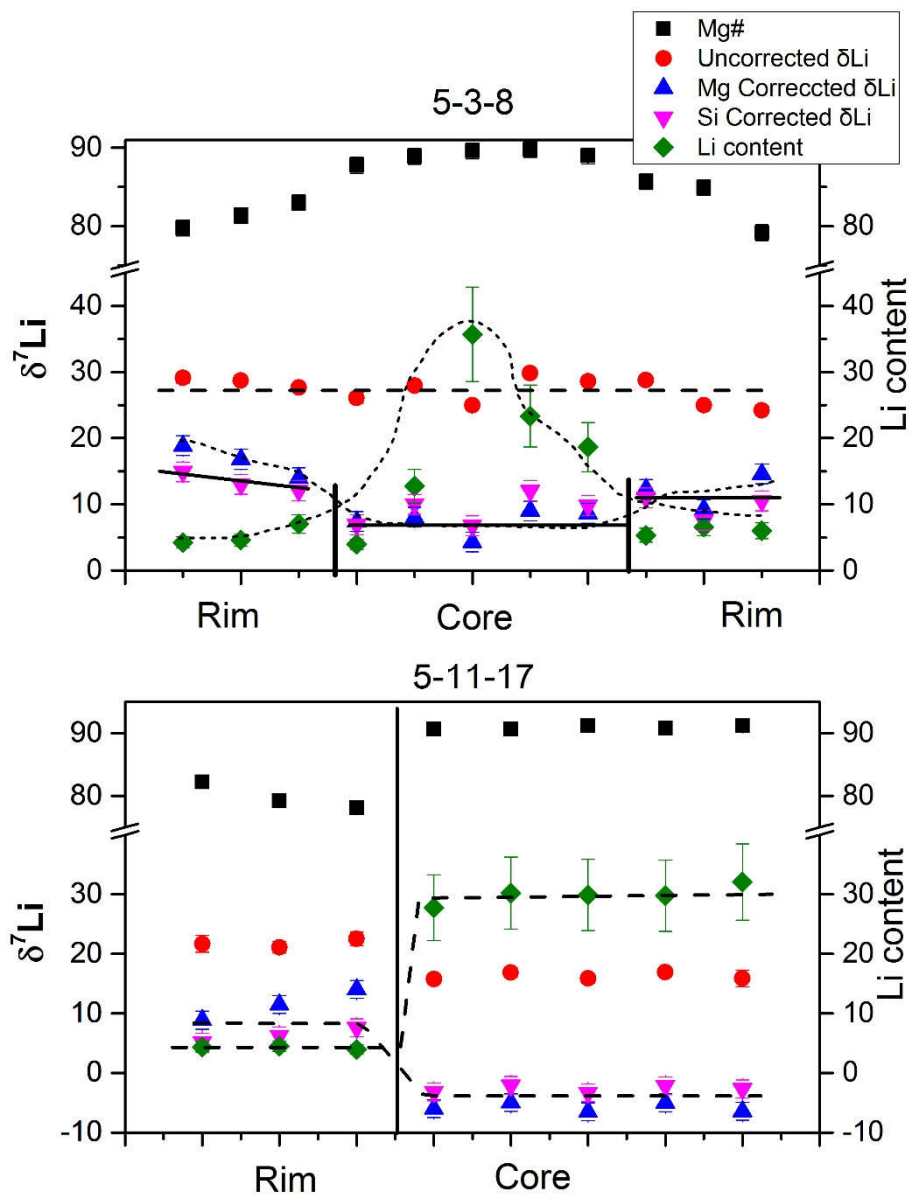 Mg#
Uncorrected δLi
Mg Correccted δLi
Si Corrected δLi
Li content
5-3-8
90
80
80
40
40
30
30
20
20
10
10
0
0
δ⁷Li
Li content
Rim
Core
Rim
5-11-17
90
90
80
80
30
30
20
20
10
10
0
0
-10
-10
δ⁷Li
Li content
Rim
Core